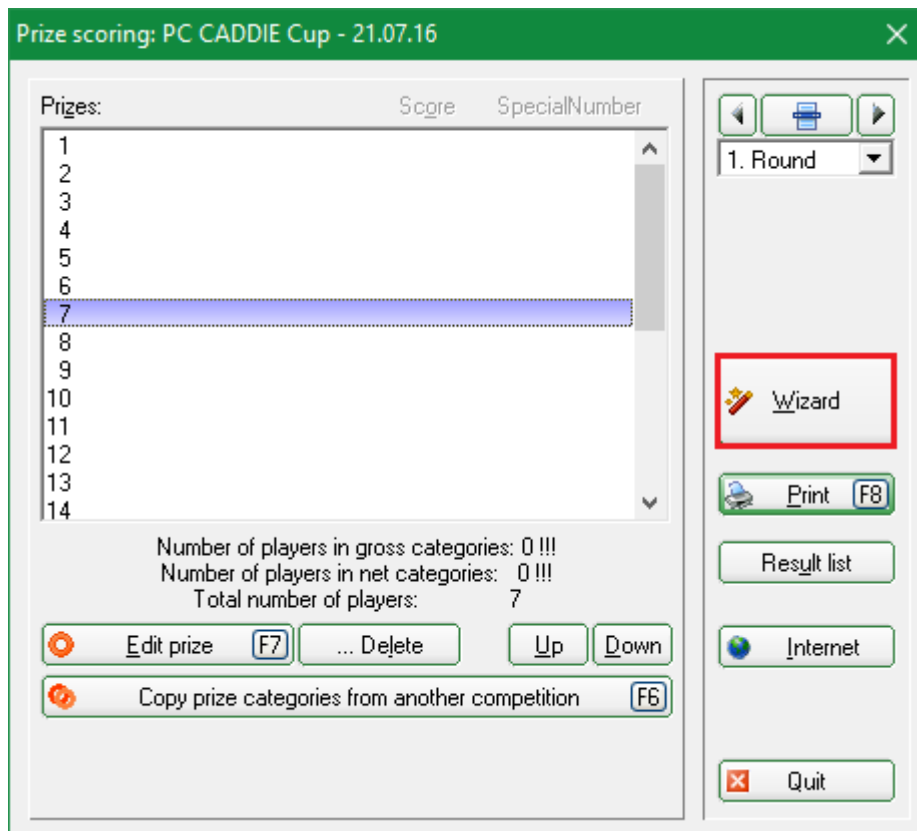 Prize scoring: PC CADDIE Cup - 21.07.16
Prizes: Score SpecialNumber
1
2
3
4
5
6
7
8
9
10
11
12
13
14
Number of players in gross categories: 0 !!!
Number of players in net categories: 0 !!!
Total number of players: 7
Edit prize F7 ... Delete Up Down
Copy prize categories from another competition F6
1. Round
Wizard
Print F8
Result list
Internet
Quit